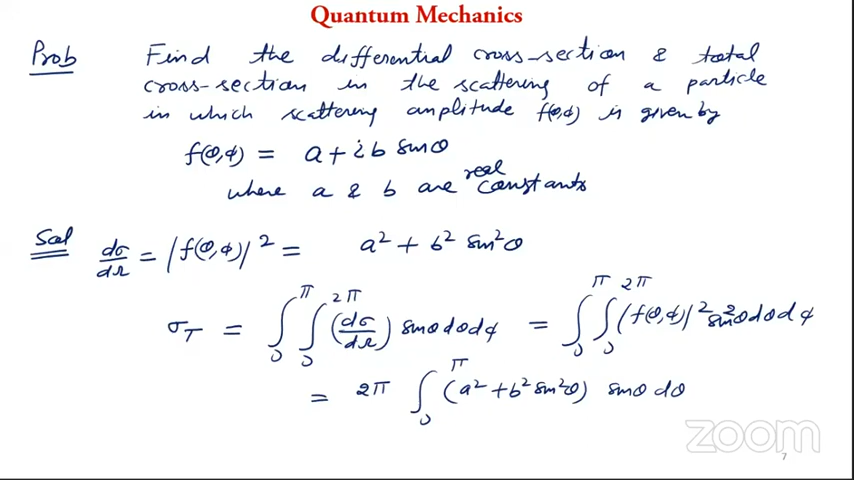 Quantum Mechanics
Prob Find the differential cross-section & total
cross-section in the scattering of a particle
in which scattering amplitude f(θ,φ) is given by
f(θ,φ) = a + i b sinθ
where a & b are real constants
Sol dσ/dΩ = |f(θ,φ)|² = a² + b² sin²θ
σ_T = ∫₀^π ∫₀^2π (dσ/dΩ) sinθ dθ dφ = ∫₀^π ∫₀^2π |f(θ,φ)|² sin²θ dθ dφ
= 2π ∫₀^π (a² + b² sin²θ) sinθ dθ
zoom
7